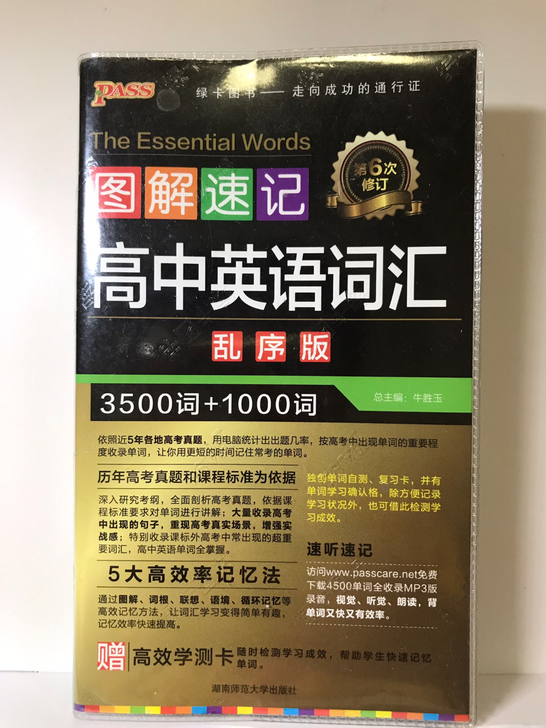 PASS
绿卡图书——走向成功的通行证
The Essential Words
图解速记
第6次
修订
高中英语词汇
乱序版
总主编:牛胜玉
3500词+1000词
依照近5年各地高考真题,用电脑统计出出题几率,按高考中出现单词的重要程
度收录单词,让你用更短的时间记住常考的单词。
历年高考真题和课程标准为依据
深入研究考纲,全面剖析高考真题,依据课
程标准要求对单词进行讲解;大量收录高考
中出现的句子,重现高考真实场景,增强实
战感;特别收录课标外高考中常出现的超重
要词汇,高中英语单词全掌握。
独创单词自测、复习卡,并有
单词学习确认格,除方便记录
学习状况外,也可借此检测学
习成效。
5大高效率记忆法
通过图解、词根、联想、语境、循环记忆等
高效记忆方法,让词汇学习变得简单有趣,
记忆效率快速提高。
速听速记
访问www.passcare.net免费
下载4500单词全收录MP3版
录音,视觉、听觉、朗读,背
单词又快又有效率。
赠 高效学测卡 随时检测学习成效,帮助学生快速记忆
单词。
湖南师范大学出版社